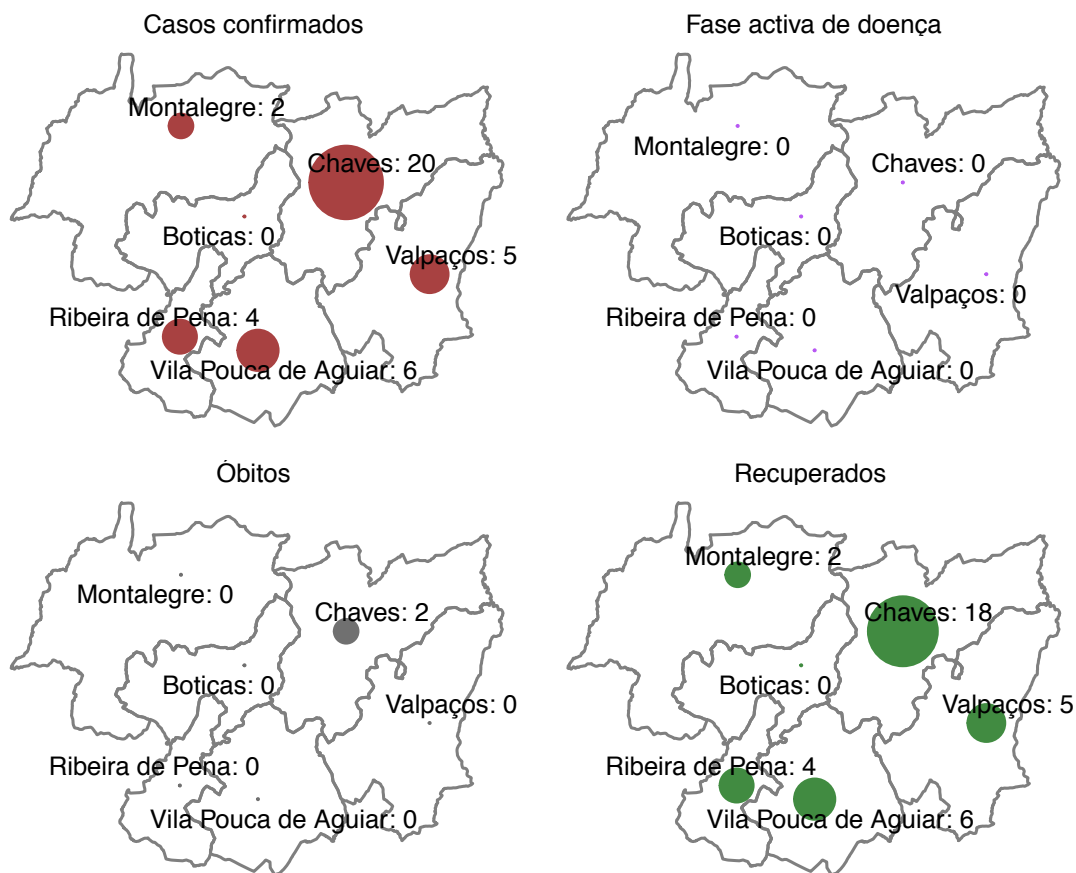 Casos confirmados
Montalegre: 2
Chaves: 20
Boticas: 0
Valpaços: 5
Ribeira de Pena: 4
Vila Pouca de Aguiar: 6
Fase activa de doença
Montalegre: 0
Chaves: 0
Boticas: 0
Valpaços: 0
Ribeira de Pena: 0
Vila Pouca de Aguiar: 0
Óbitos
Montalegre: 0
Chaves: 2
Boticas: 0
Valpaços: 0
Ribeira de Pena: 0
Vila Pouca de Aguiar: 0
Recuperados
Montalegre: 2
Chaves: 18
Boticas: 0
Valpaços: 5
Ribeira de Pena: 4
Vila Pouca de Aguiar: 6